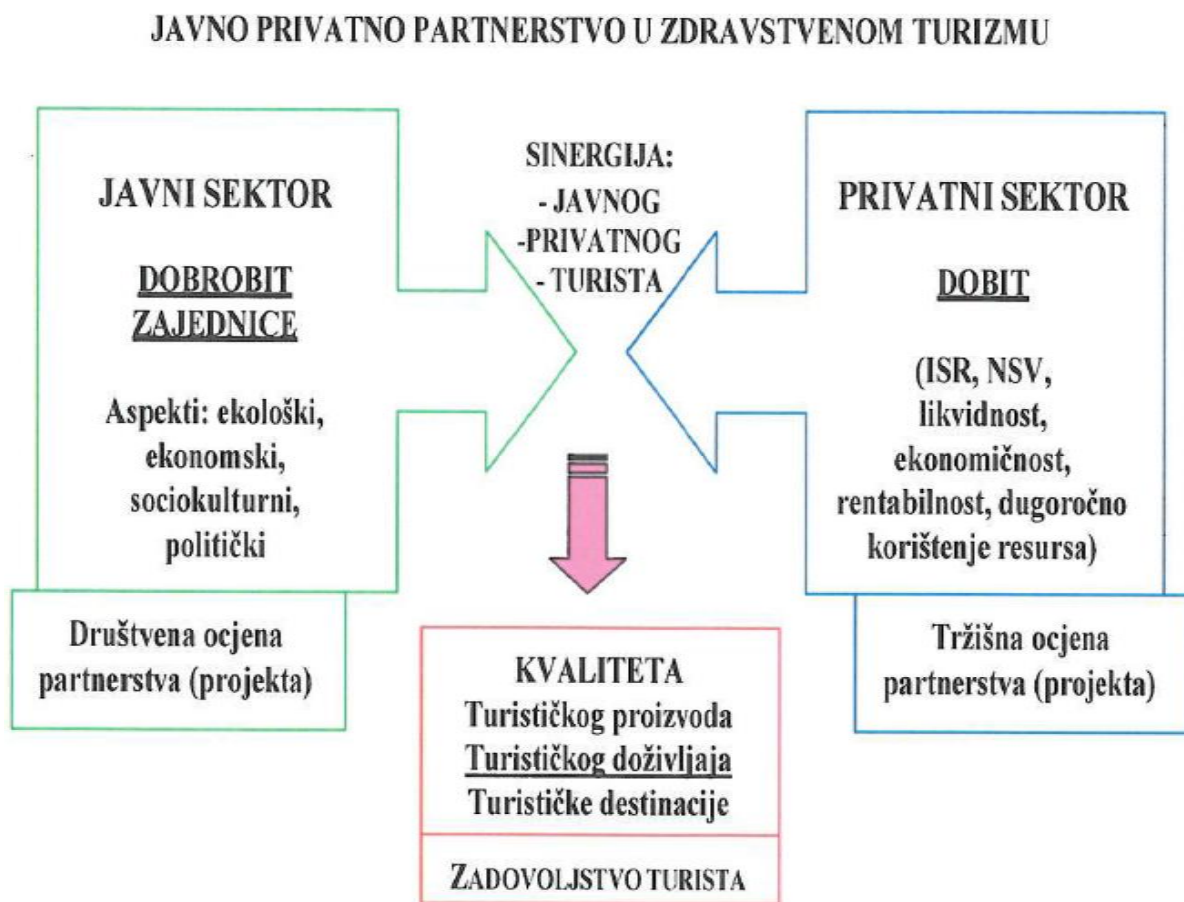 JAVNO PRIVATNO PARTNERSTVO U ZDRAVSTVENOM TURIZMU
JAVNI SEKTOR
DOBROBIT
ZAJEDNICE
Aspekti: ekološki,
ekonomski,
sociokulturni,
politički
Društvena ocjena
partnerstva (projekta)
SINERGIJA:
- JAVNOG
-PRIVATNOG
- TURISTA
PRIVATNI SEKTOR
DOBIT
(ISR, NSV,
likvidnost,
ekonomičnost,
rentabilnost, dugoročno
korištenje resursa)
Tržišna ocjena
partnerstva (projekta)
KVALITETA
Turističkog proizvoda
Turističkog doživljaja
Turističke destinacije
ZADOVOLJSTVO TURISTA